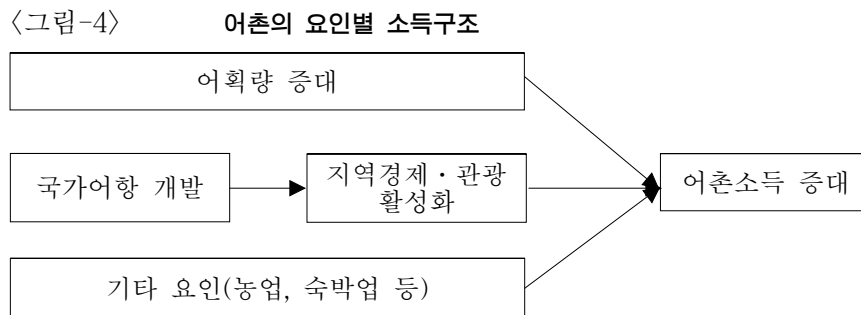 〈그림-4〉 어촌의 요인별 소득구조
어획량 증대
국가어항 개발
지역경제・관광
활성화
어촌소득 증대
기타 요인(농업, 숙박업 등)